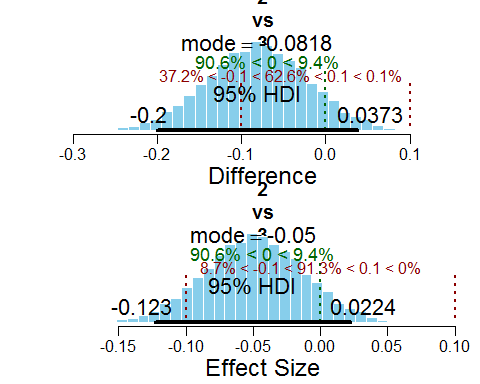 2
vs
3
mode = -0.0818
90.6% < 0 < 9.4%
37.2% < -0.1 < 62.6% < 0.1 < 0.1%
95% HDI
-0.2 0.0373
-0.3 -0.2 -0.1 0.0 0.1
Difference
2
vs
3
mode = -0.05
90.6% < 0 < 9.4%
8.7% < -0.1 < 91.3% < 0.1 < 0%
95% HDI
-0.123 0.0224
-0.15 -0.10 -0.05 0.00 0.05 0.10
Effect Size